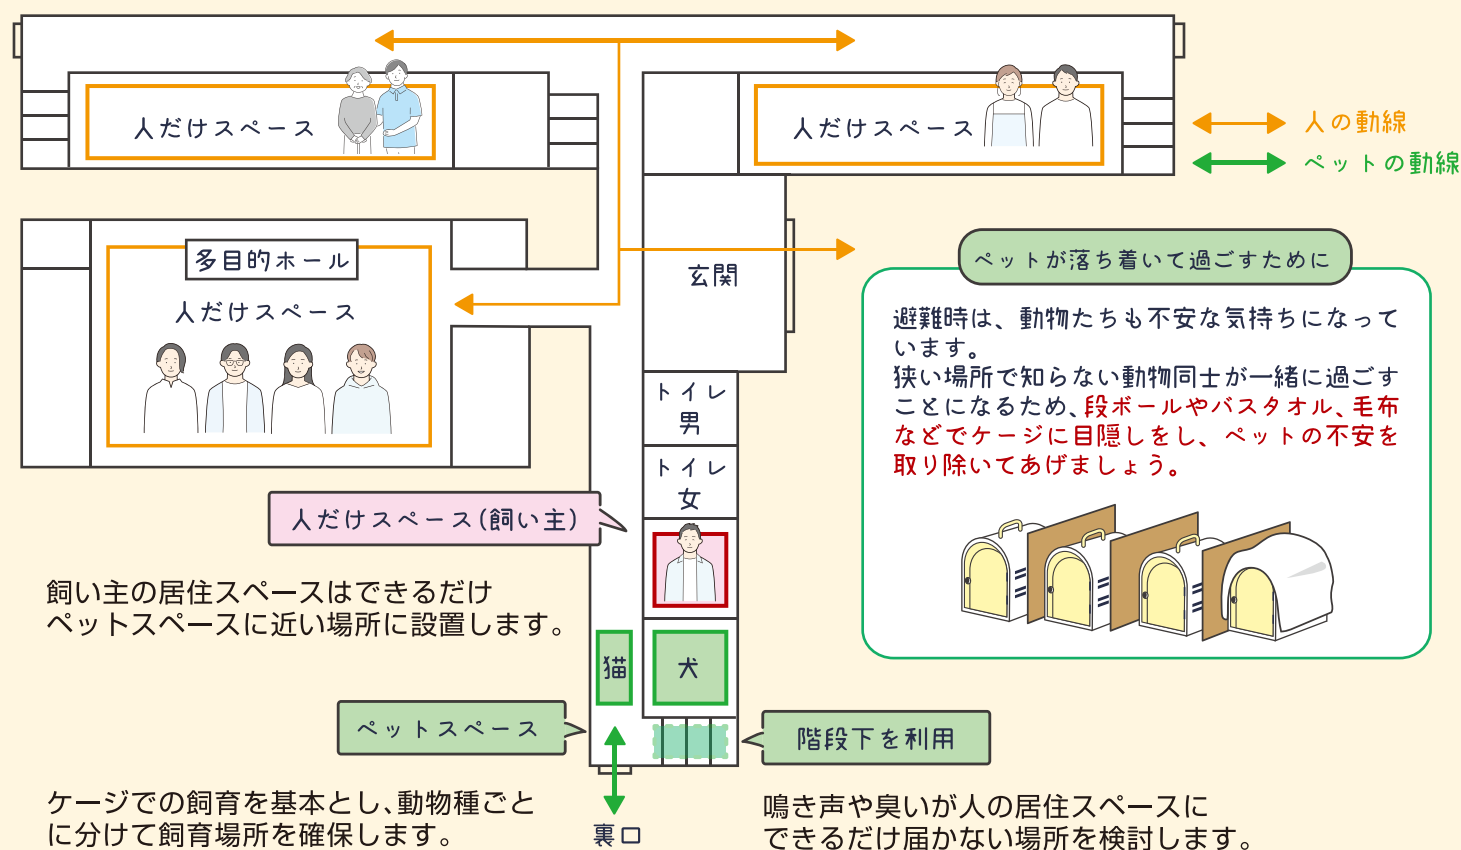 人だけスペース
人だけスペース
人の動線
ペットの動線
多目的ホール
人だけスペース
玄関
トイレ
男
トイレ
女
人だけスペース(飼い主)
飼い主の居住スペースはできるだけ
ペットスペースに近い場所に設置します。
猫
犬
ペットスペース
階段下を利用
裏口
ケージでの飼育を基本とし、動物種ごと
に分けて飼育場所を確保します。
鳴き声や臭いが人の居住スペースに
できるだけ届かない場所を検討します。
ペットが落ち着いて過ごすために
避難時は、動物たちも不安な気持ちになって
います。
狭い場所で知らない動物同士が一緒に過ごす
ことになるため、段ボールやバスタオル、毛布
などでケージに目隠しをし、ペットの不安を
取り除いてあげましょう。